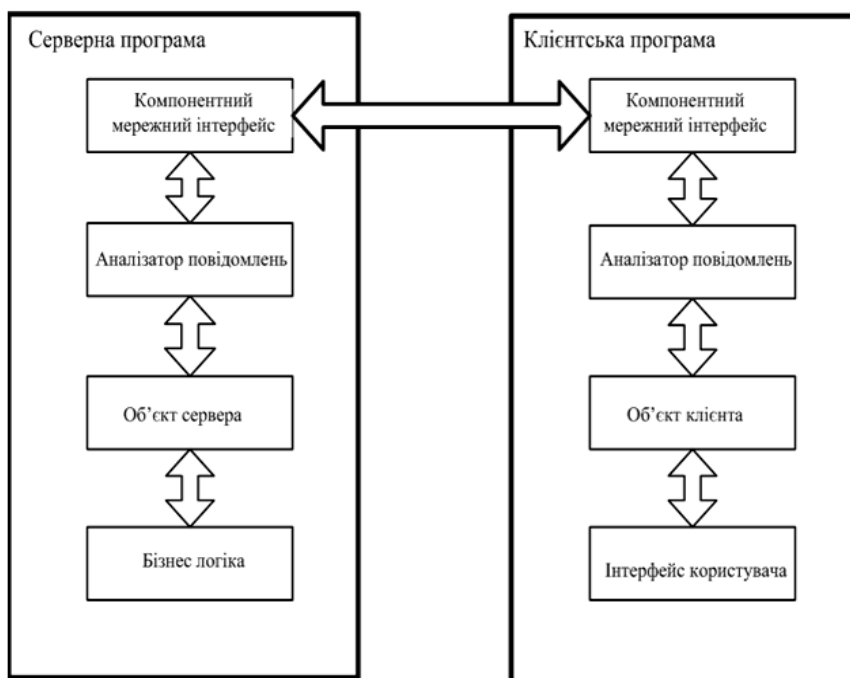 Серверна програма
Компонентний
мережний інтерфейс
Аналізатор повідомлень
Об’єкт сервера
Бізнес логіка
Клієнтська програма
Компонентний
мережний інтерфейс
Аналізатор повідомлень
Об’єкт клієнта
Інтерфейс користувача